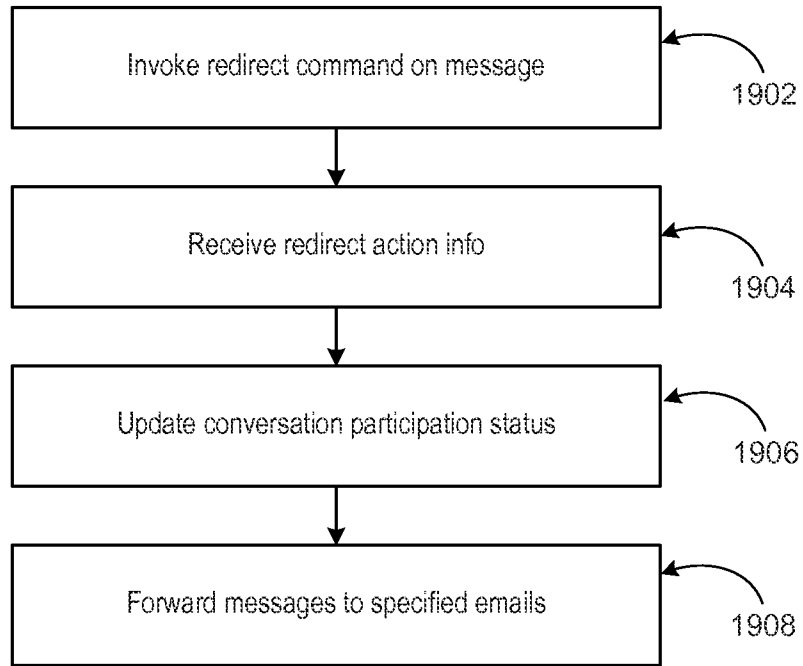 Invoke redirect command on message
1902
Receive redirect action info
1904
Update conversation participation status
1906
Forward messages to specified emails
1908